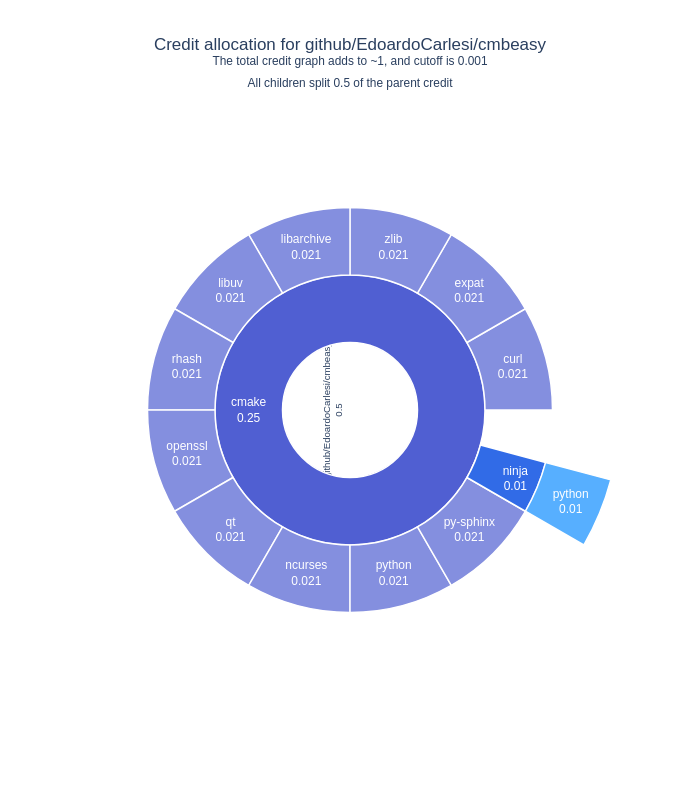 Credit allocation for github/EdoardoCarlesi/cmbeasy
The total credit graph adds to ~1, and cutoff is 0.001
All children split 0.5 of the parent credit
libarchive
0.021
zlib
0.021
libuv
0.021
expat
0.021
rhash
0.021
curl
0.021
cmake
0.25
ithub/EdoardoCarlesi/cmbeas
0.5
openssl
0.021
ninja
0.01
python
0.01
qt
0.021
py-sphinx
0.021
ncurses
0.021
python
0.021